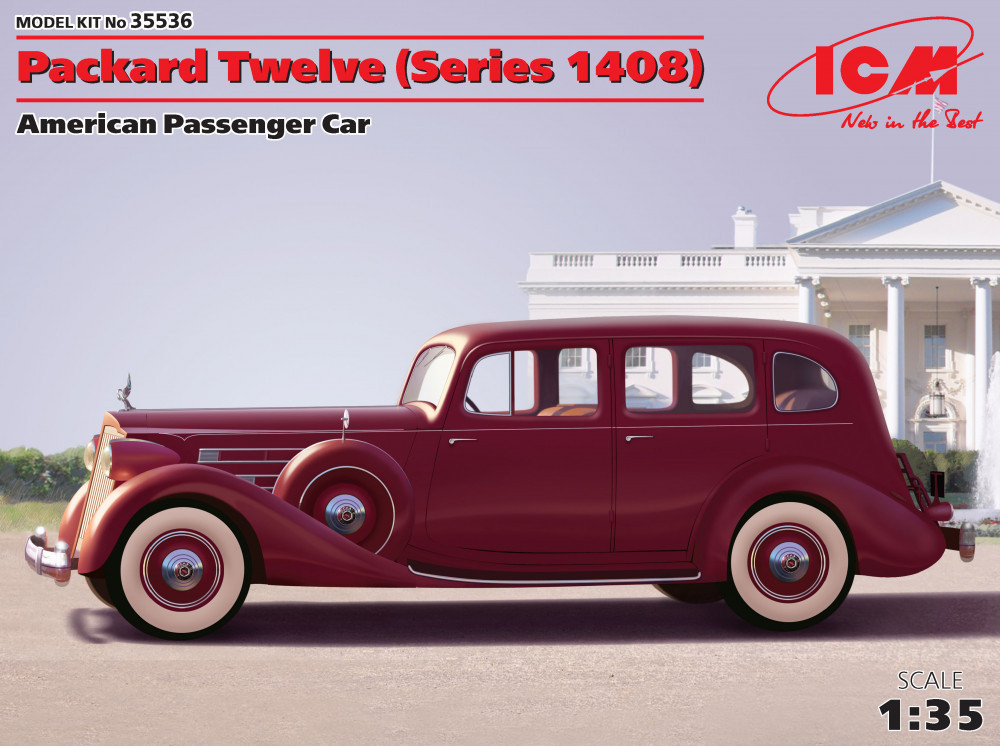 MODEL KIT No 35536
Packard Twelve (Series 1408)
American Passenger Car
ICM
New in the Best
SCALE
1:35